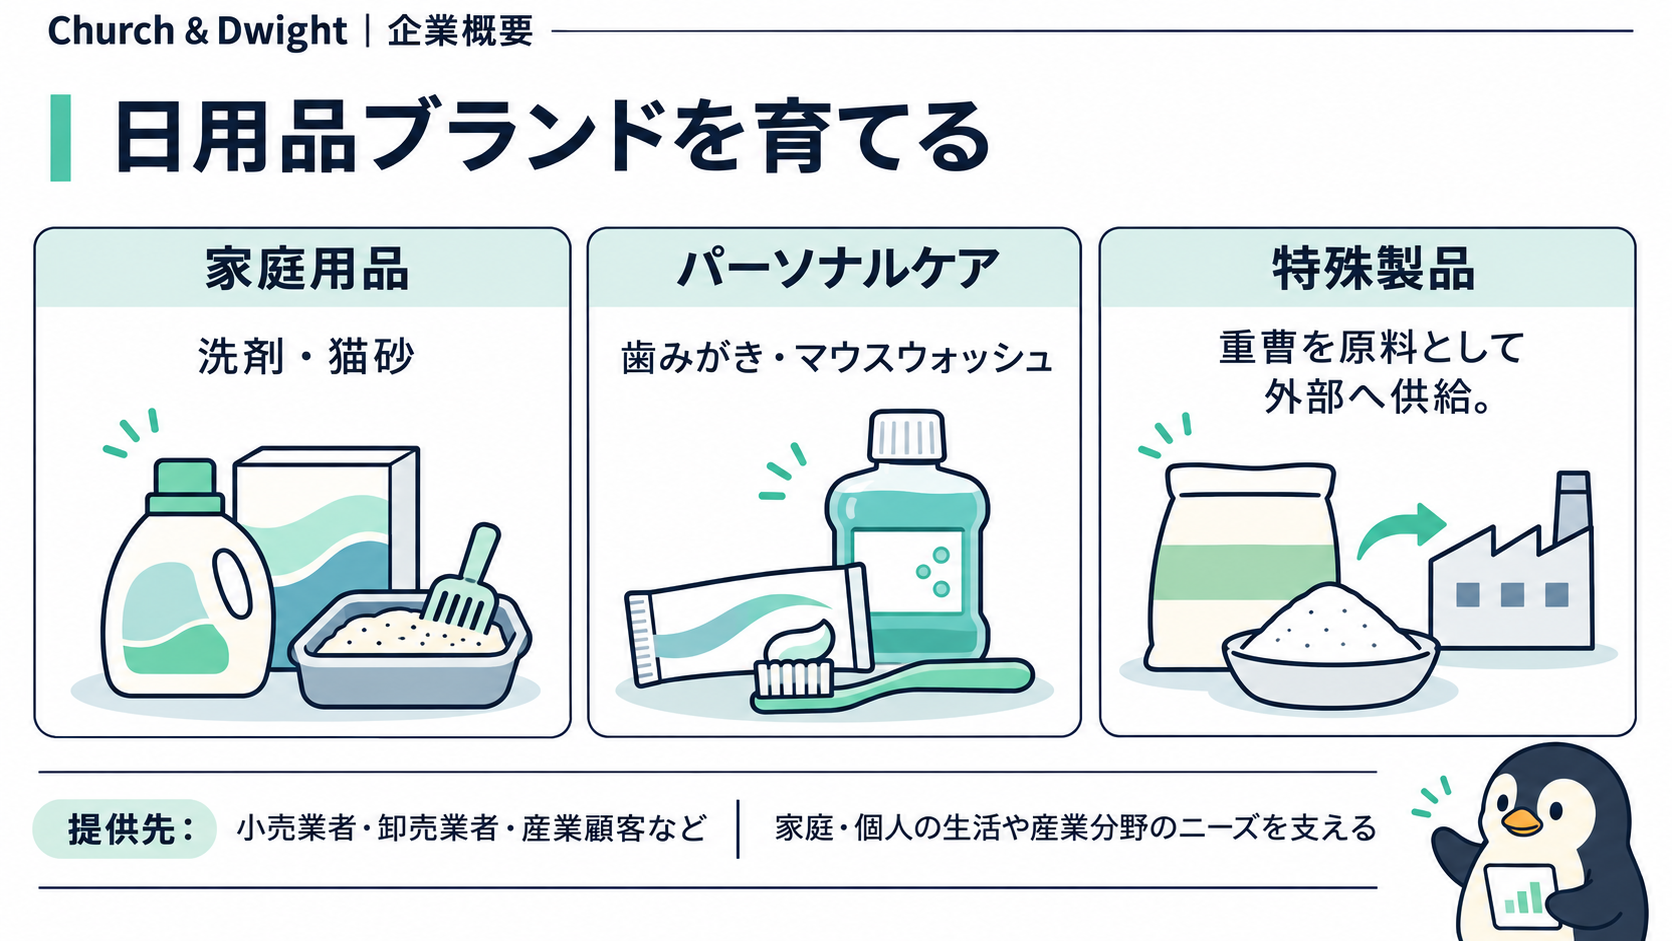 Church & Dwight｜企業概要
日用品ブランドを育てる
家庭用品
洗剤・猫砂
パーソナルケア
歯みがき・マウスウォッシュ
特殊製品
重曹を原料として
外部へ供給。
提供先： 小売業者・卸売業者・産業顧客など｜家庭・個人の生活や産業分野のニーズを支える